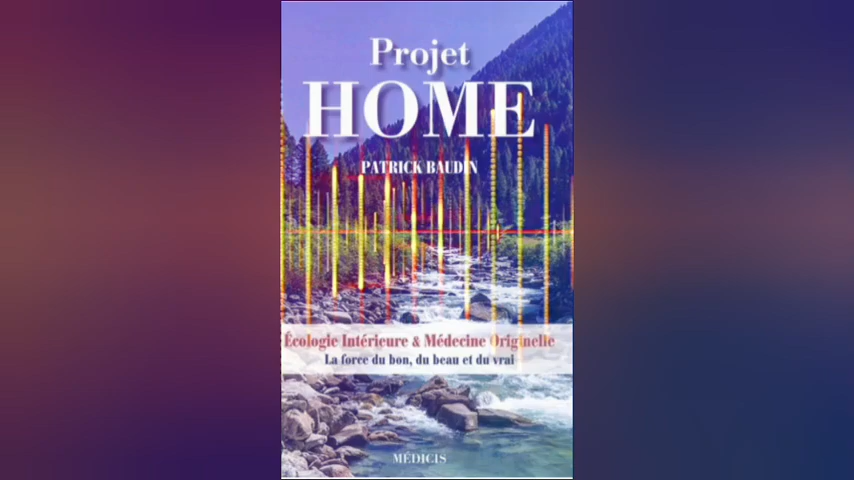 Projet
HOME
PATRICK BAUDIN
Écologie Intérieure & Médecine Originelle
La force du bon, du beau et du vrai
MÉDICIS